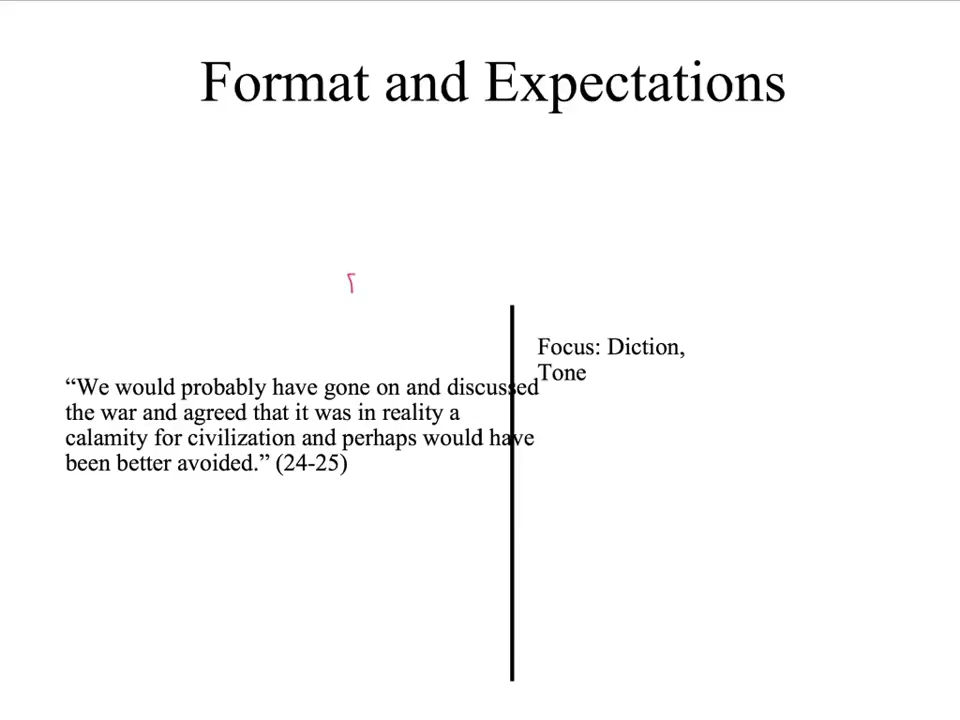 Format and Expectations
“We would probably have gone on and discussed
the war and agreed that it was in reality a
calamity for civilization and perhaps would have
been better avoided.” (24-25)
Focus: Diction,
Tone